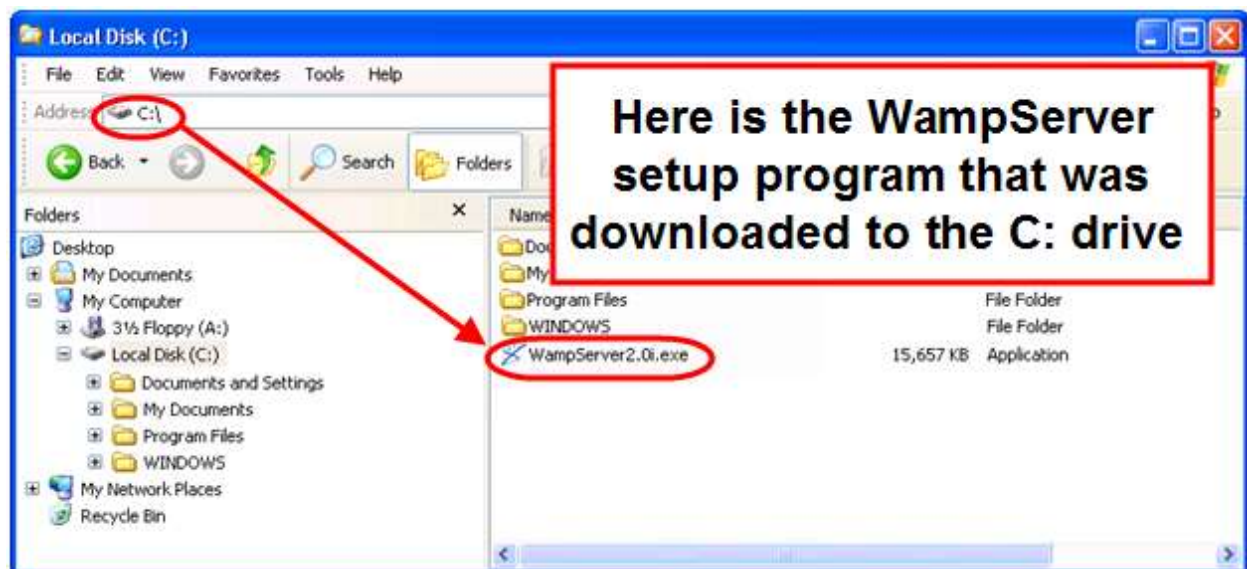 Local Disk (C:)
File Edit View Favorites Tools Help
Here is the WampServer
setup program that was
downloaded to the C: drive
Address C:\
Back Search Folders
Folders
Name
Desktop
My Documents
My Computer
3½ Floppy (A:)
Local Disk (C:)
Documents and Settings
My Documents
Program Files
WINDOWS
My Network Places
Recycle Bin
Program Files File Folder
WINDOWS File Folder
WampServer2.0i.exe 15,657 KB Application